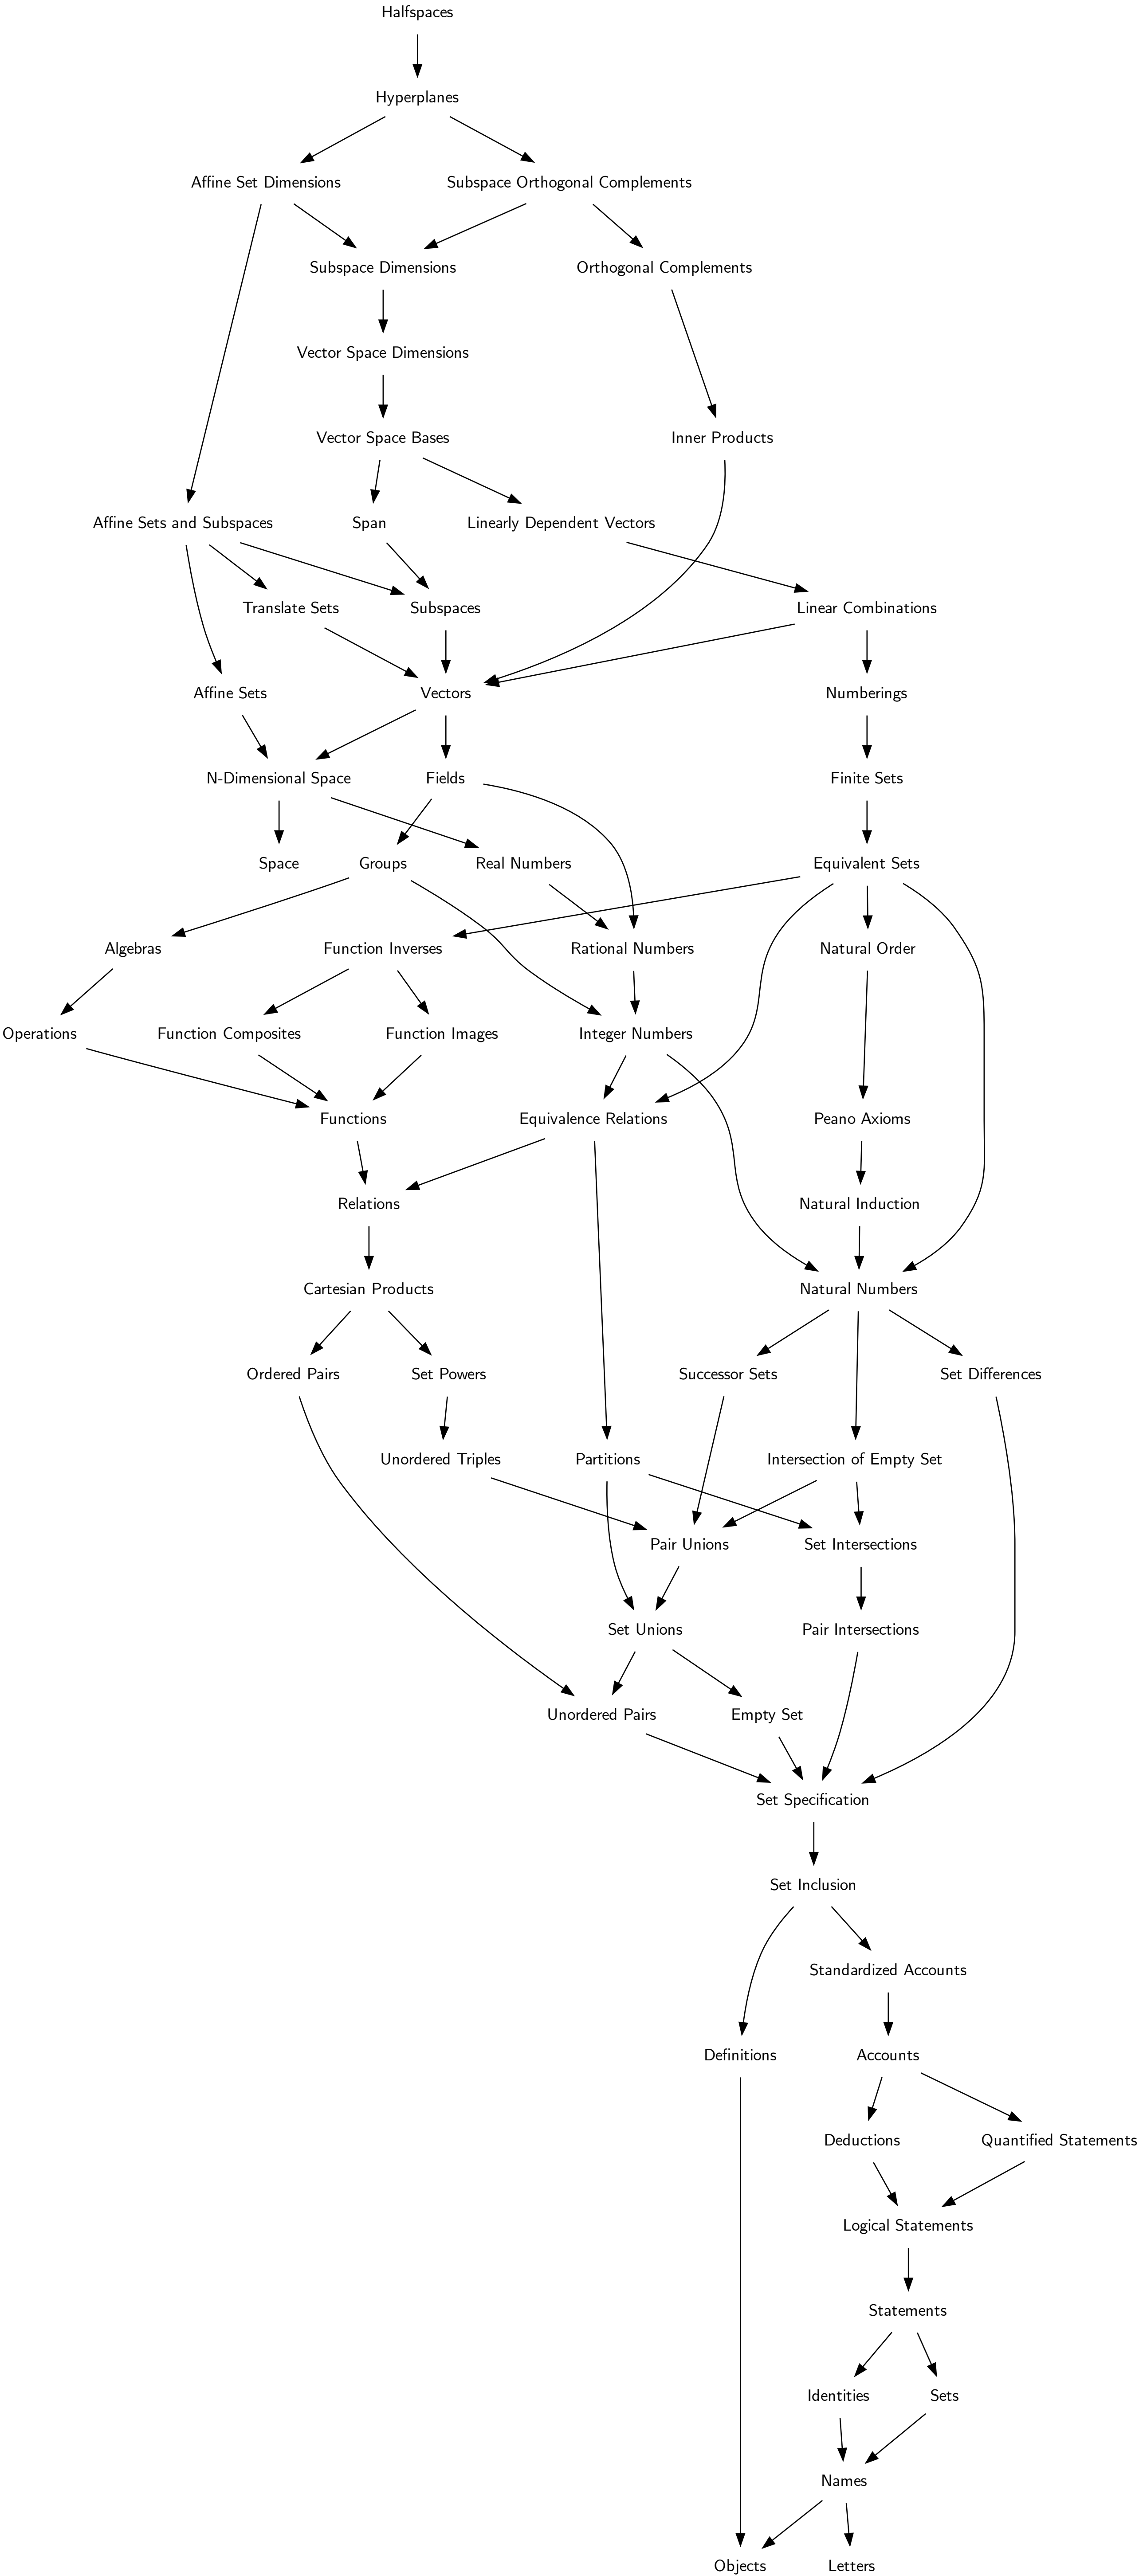 Halfspaces
Hyperplanes
Affine Set Dimensions
Subspace Orthogonal Complements
Subspace Dimensions
Orthogonal Complements
Vector Space Dimensions
Vector Space Bases
Inner Products
Affine Sets and Subspaces
Span
Linearly Dependent Vectors
Translate Sets
Subspaces
Linear Combinations
Affine Sets
Vectors
Numberings
N-Dimensional Space
Fields
Finite Sets
Space
Groups
Real Numbers
Equivalent Sets
Algebras
Function Inverses
Rational Numbers
Natural Order
Operations
Function Composites
Function Images
Integer Numbers
Functions
Equivalence Relations
Peano Axioms
Relations
Natural Induction
Cartesian Products
Natural Numbers
Ordered Pairs
Set Powers
Successor Sets
Set Differences
Unordered Triples
Partitions
Intersection of Empty Set
Pair Unions
Set Intersections
Set Unions
Pair Intersections
Unordered Pairs
Empty Set
Set Specification
Set Inclusion
Standardized Accounts
Definitions
Accounts
Deductions
Quantified Statements
Logical Statements
Statements
Identities
Sets
Names
Objects
Letters